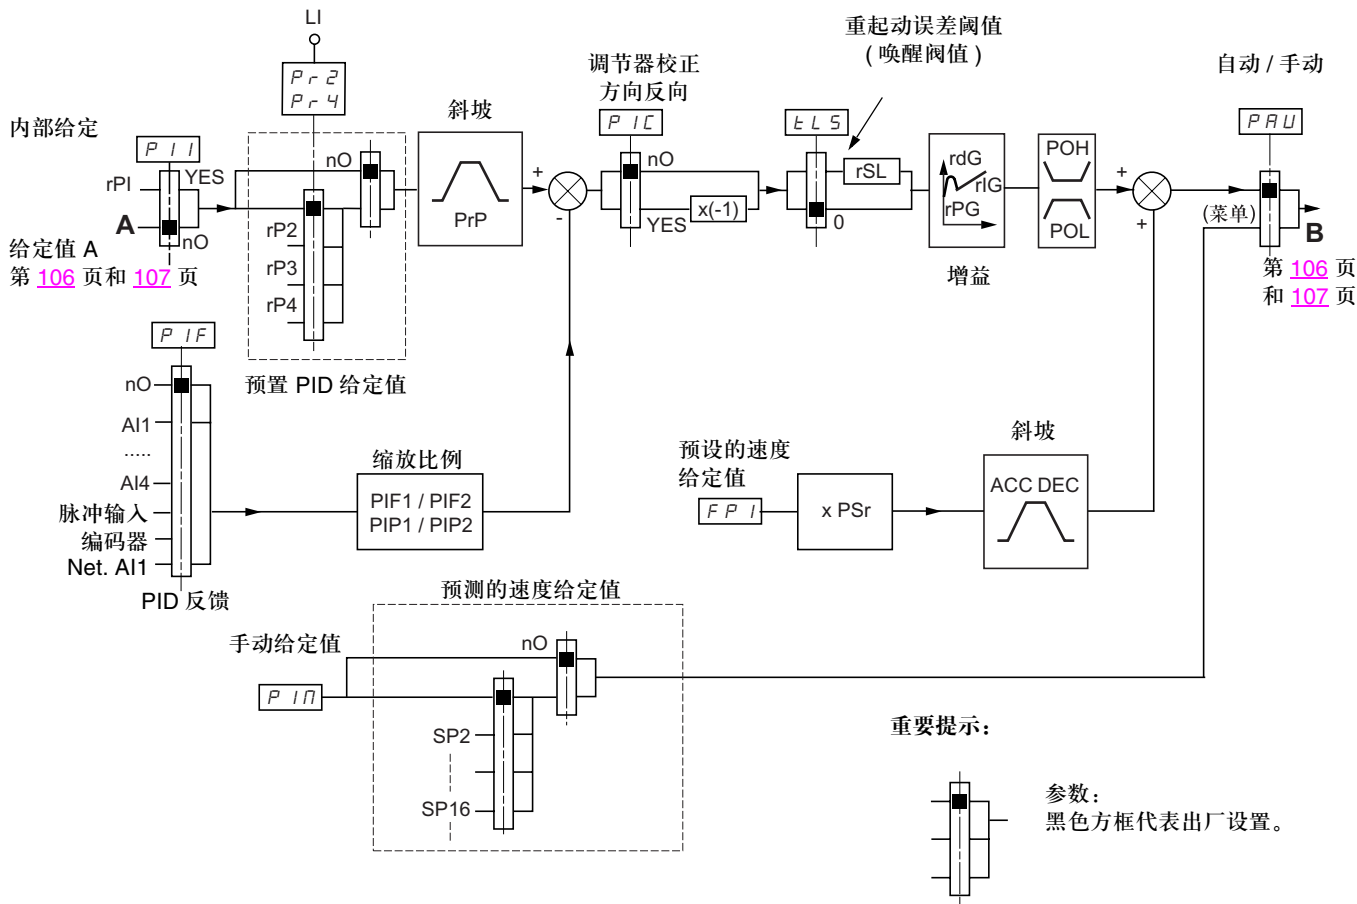 LI
Pr2
Pr4
重起动误差阈值
( 唤醒阀值 )
调节器校正
方向反向
自动 / 手动
内部给定
斜坡
PII
PIC
tLS
PAU
rPI
YES
nO
A
nO
给定值 A
第 106 页和 107 页
rP2
rP3
rP4
预置 PID 给定值
PrP
+
-
nO
YES
x(-1)
rSL
0
rdG
rIG
rPG
增益
POH
POL
+
+
(菜单)
B
第 106 页
和 107 页
PIF
nO
AI1
.....
AI4
脉冲输入
编码器
Net. AI1
PID 反馈
缩放比例
PIF1 / PIF2
PIP1 / PIP2
预设的速度
给定值
FPI
x PSr
斜坡
ACC DEC
预测的速度给定值
手动给定值
PIM
nO
SP2
SP16
重要提示：
参数：
黑色方框代表出厂设置。